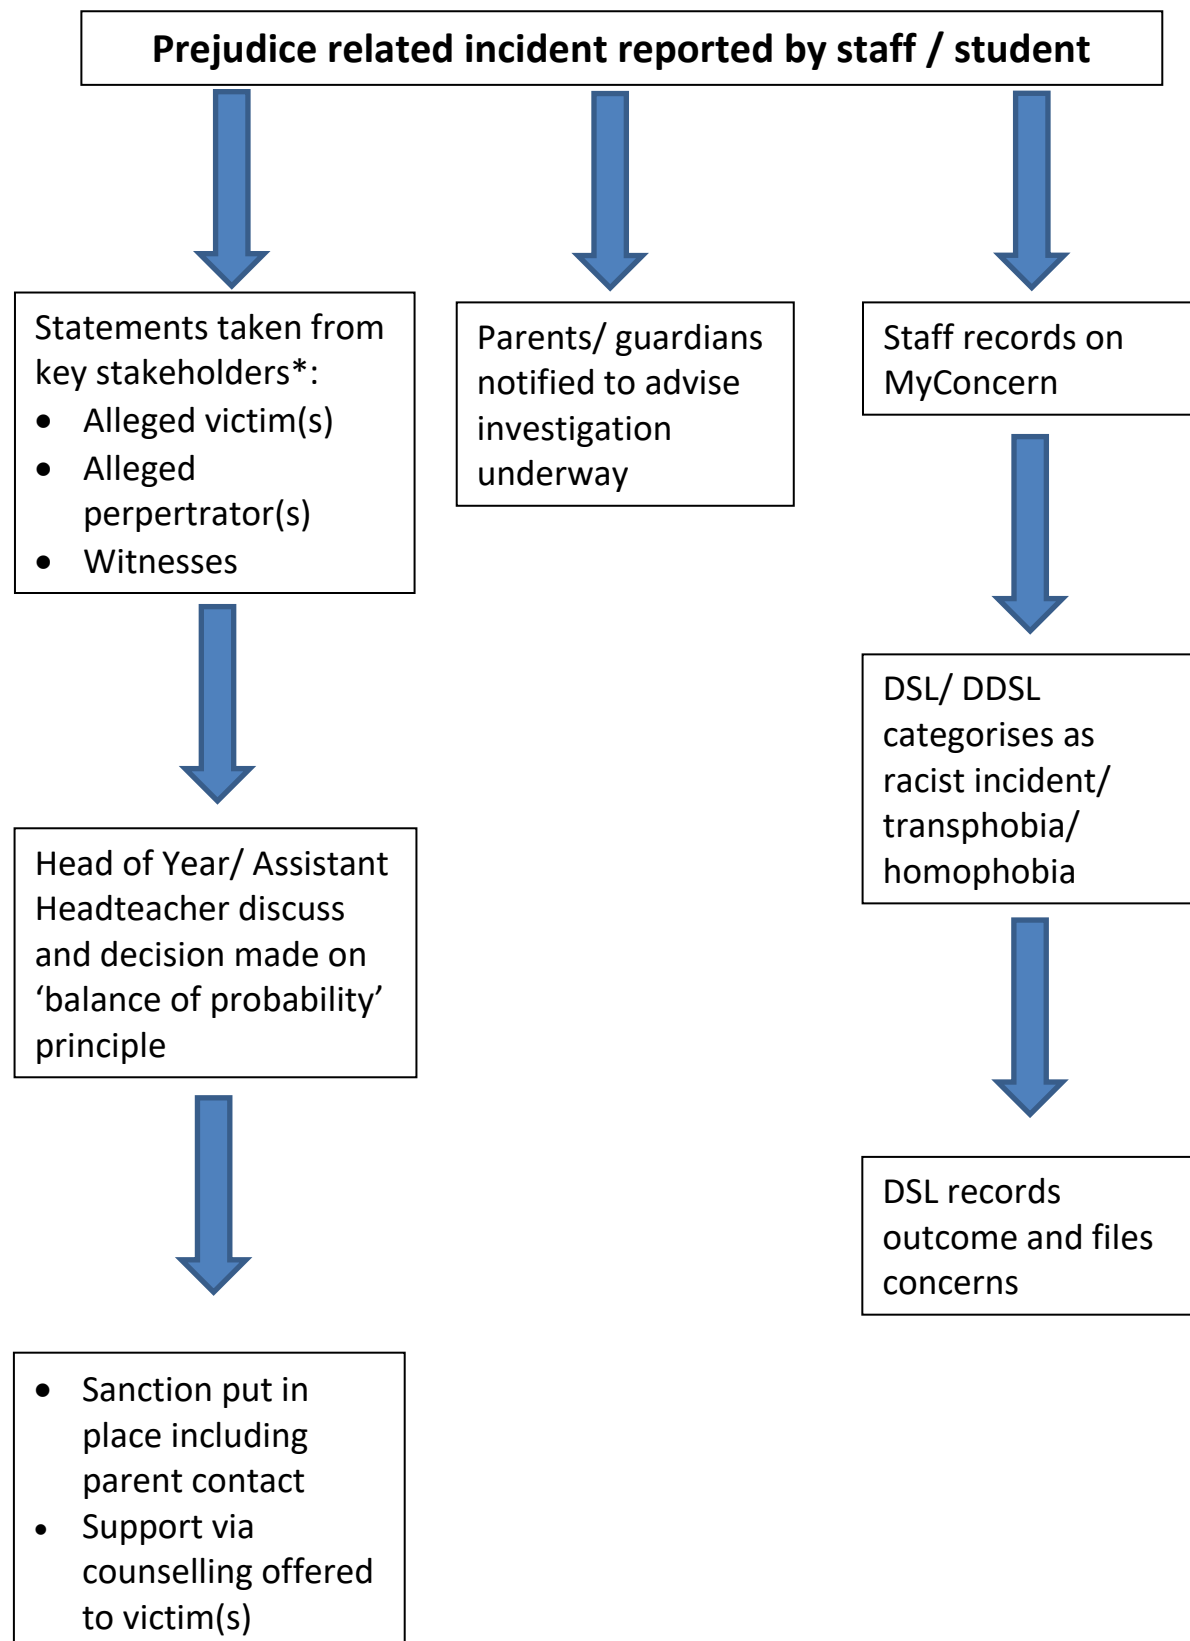 Prejudice related incident reported by staff / student
Statements taken from
key stakeholders*:
• Alleged victim(s)
• Alleged
perpertrator(s)
• Witnesses
Parents/ guardians
notified to advise
investigation
underway
Staff records on
MyConcern
DSL/ DDSL
categorises as
racist incident/
transphobia/
homophobia
Head of Year/ Assistant
Headteacher discuss
and decision made on
‘balance of probability’
principle
DSL records
outcome and files
concerns
• Sanction put in
place including
parent contact
• Support via
counselling offered
to victim(s)